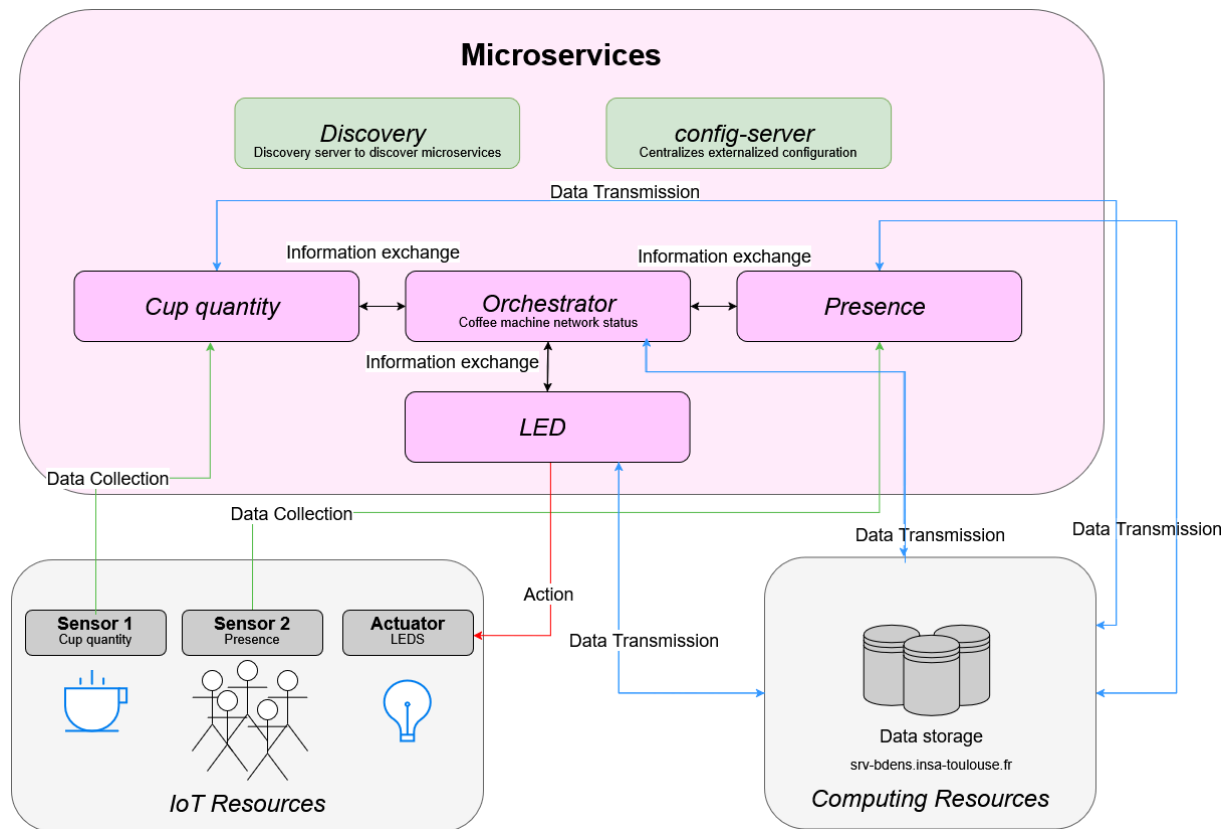 Microservices
Discovery
Discovery server to discover microservices
config-server
Centralizes externalized configuration
Data Transmission
Information exchange
Information exchange
Cup quantity
Orchestrator
Coffee machine network status
Presence
Information exchange
LED
Data Collection
Data Collection
Data Transmission
Data Transmission
Action
Sensor 1
Cup quantity
Sensor 2
Presence
Actuator
LEDS
Data Transmission
Data storage
srv-bdens.insa-toulouse.fr
IoT Resources
Computing Resources